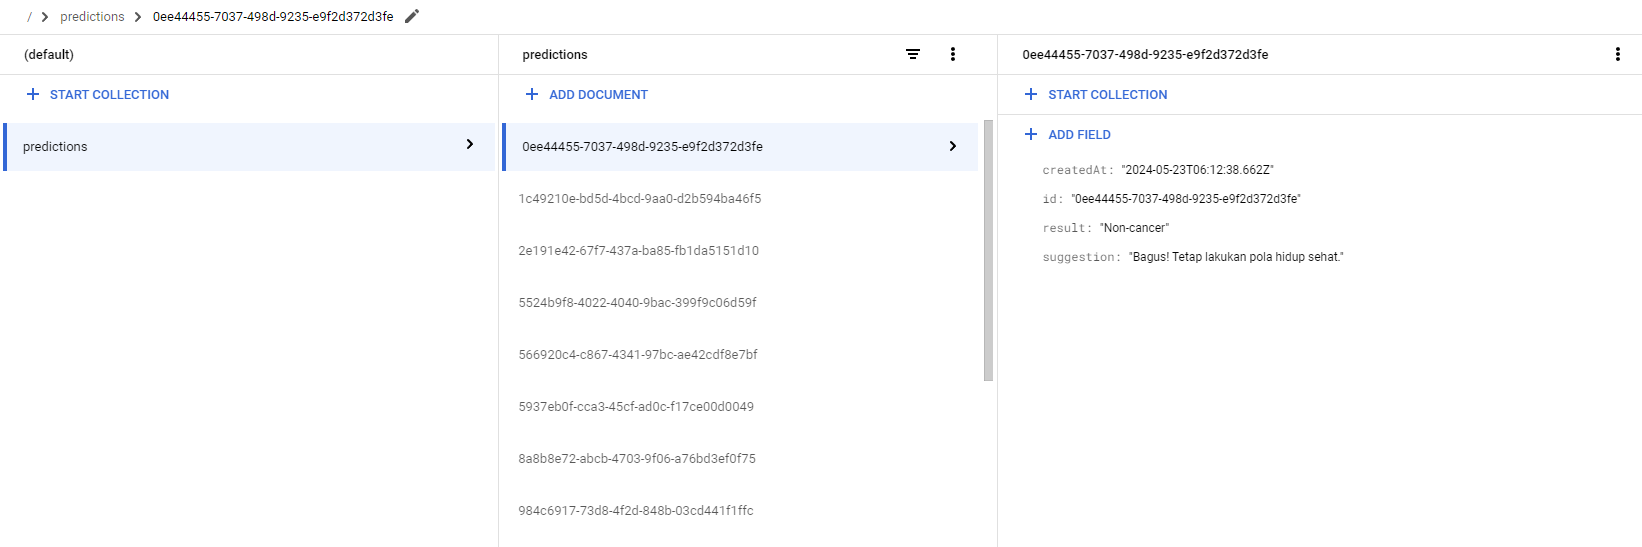 / > predictions > 0ee44455-7037-498d-9235-e9f2d372d3fe
(default)
START COLLECTION
predictions
predictions
ADD DOCUMENT
0ee44455-7037-498d-9235-e9f2d372d3fe
1c49210e-bd5d-4bcd-9aa0-d2b594ba46f5
2e191e42-67f7-437a-ba85-fb1da5151d10
5524b9f8-4022-4040-9bac-399f9c06d59f
566920c4-c867-4341-97bc-ae42cdf8e7bf
5937eb0f-cca3-45cf-ad0c-f17ce00d0049
8a8b8e72-abcb-4703-9f06-a76bd3ef0f75
984c6917-73d8-4f2d-848b-03cd441f1ffc
0ee44455-7037-498d-9235-e9f2d372d3fe
START COLLECTION
ADD FIELD
createdAt: "2024-05-23T06:12:38.662Z"
id: "0ee44455-7037-498d-9235-e9f2d372d3fe"
result: "Non-cancer"
suggestion: "Bagus! Tetap lakukan pola hidup sehat."